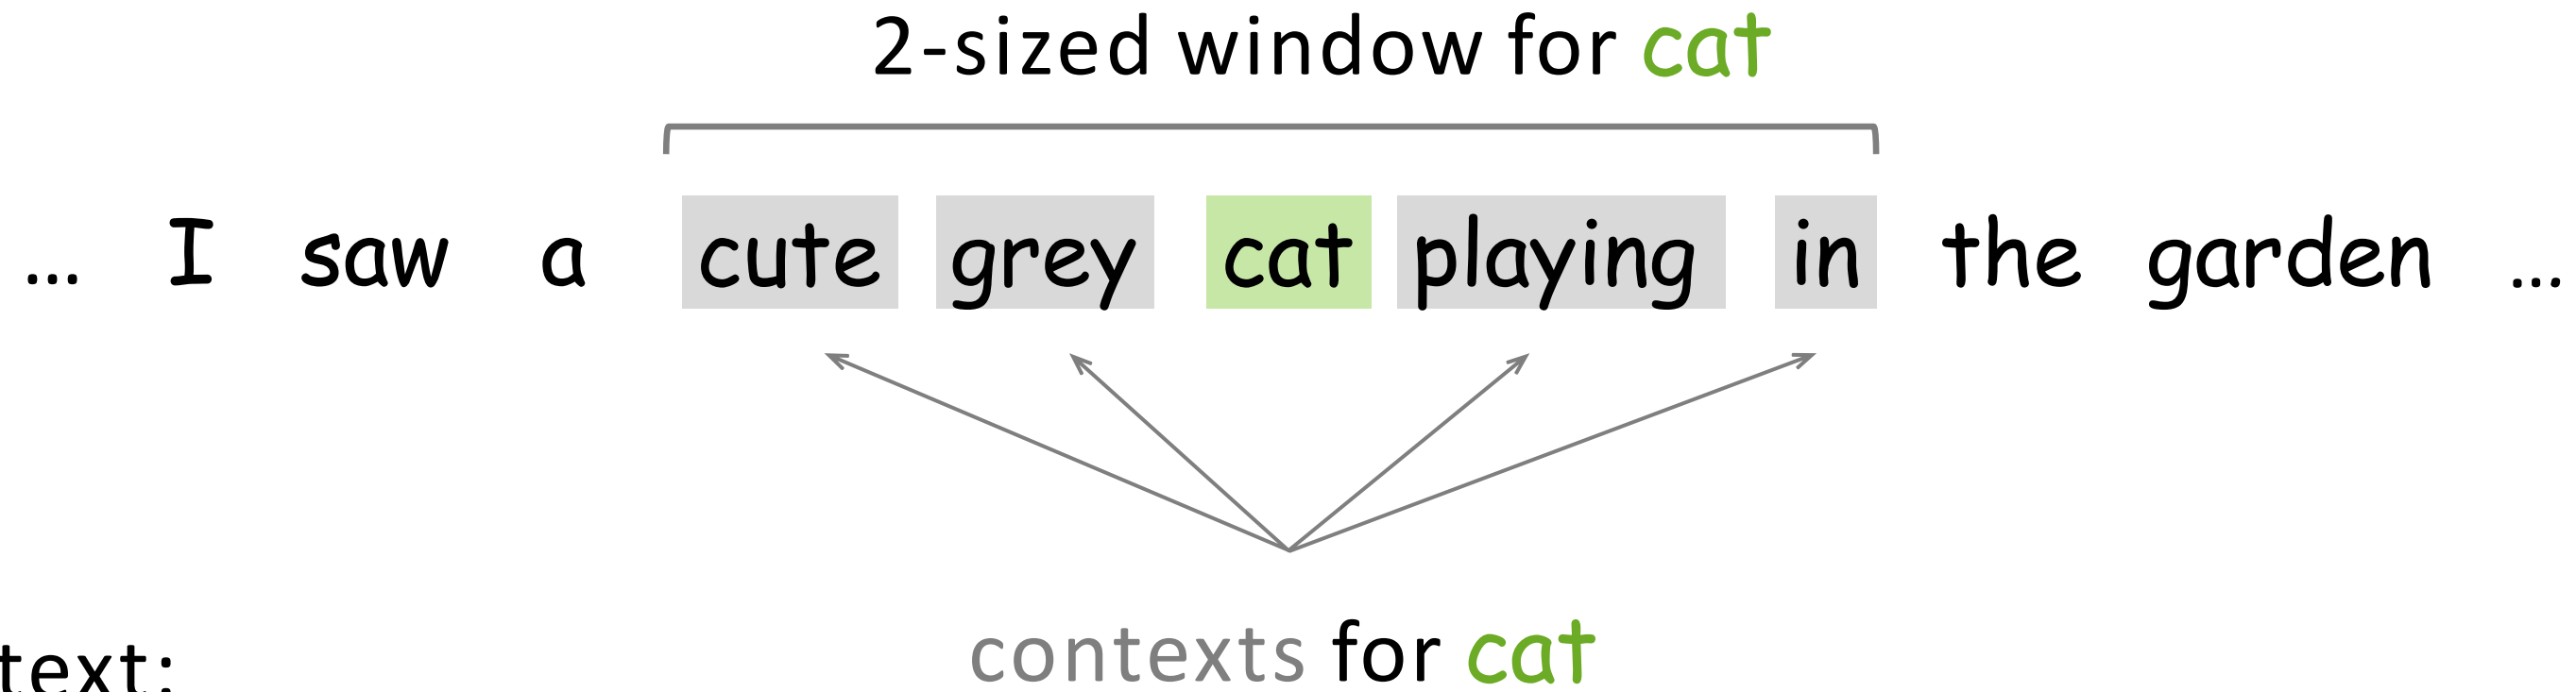 2-sized window for cat
... I saw a cute grey cat playing in the garden ...
contexts for cat
text: